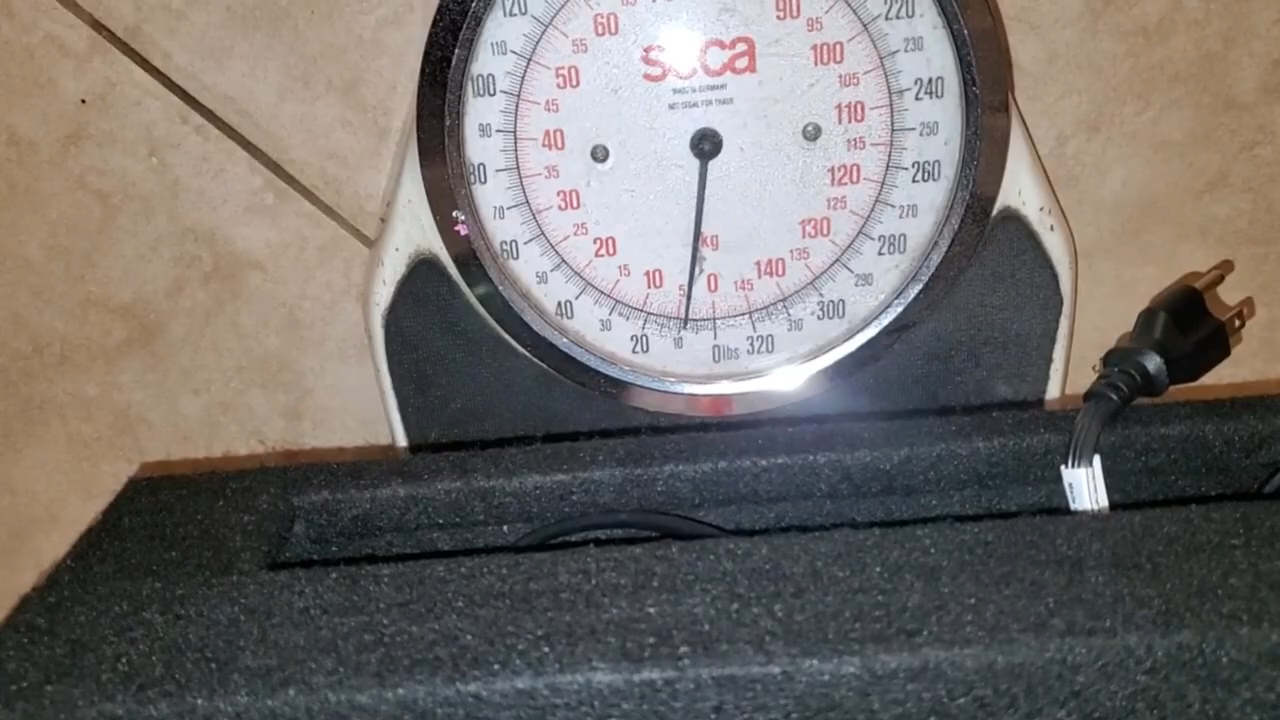 120 60 90 220
110 55 seca 95 230
100 50 MADE IN GERMANY 100 240
45 NOT LEGAL FOR TRADE 105
90 40 110 250
80 35 115 260
70 30 120 270
60 25 kg 125 280
50 20 130 290
40 15 10 5 0 145 140 135 300
30 310
20 10 0lbs 320